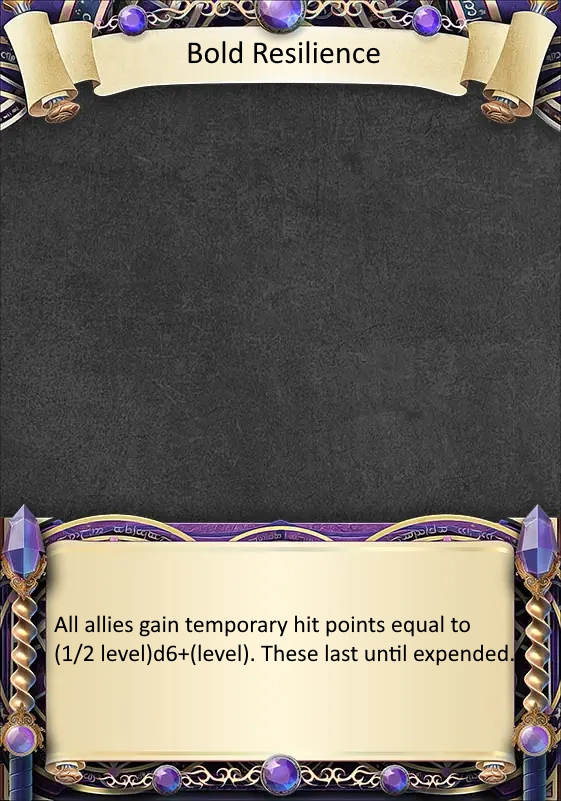 Bold Resilience
All allies gain temporary hit points equal to
(1/2 level)d6+(level). These last until expended.